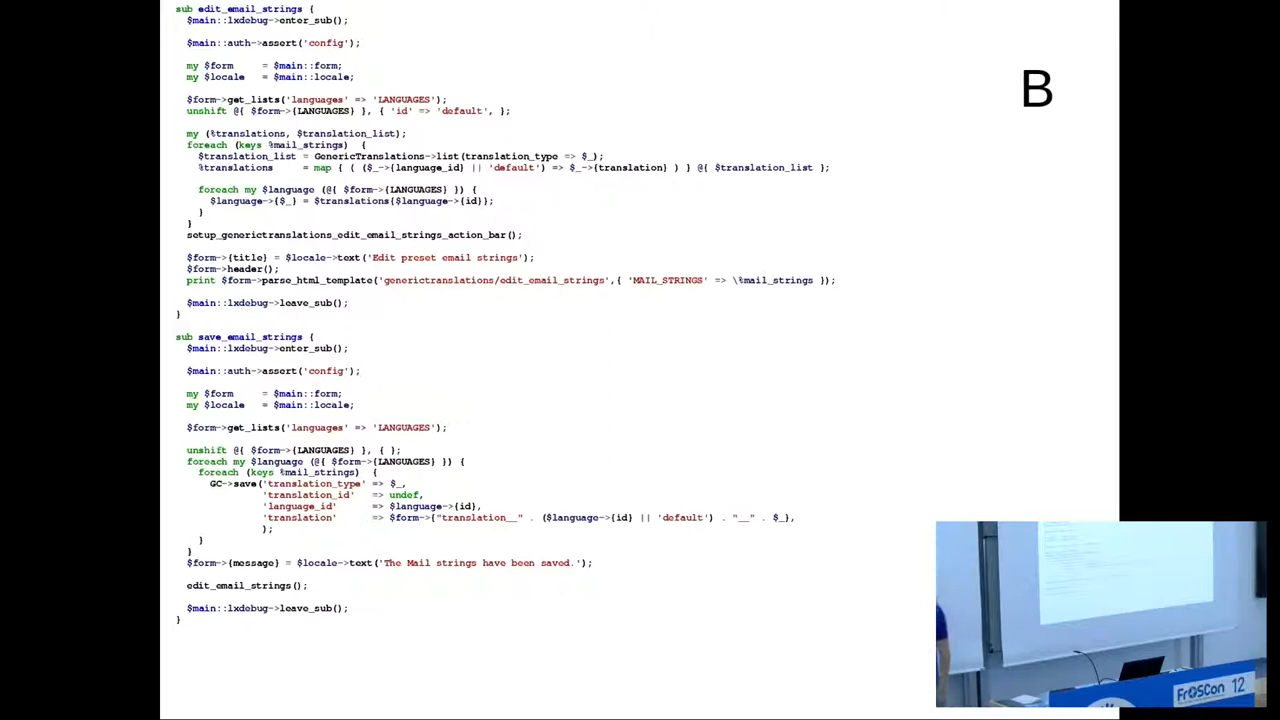 sub edit_email_strings {
$main::lxdebug->enter_sub();
$main::auth->assert('config');
my $form     = $main::form;
my $locale   = $main::locale;
$form->get_lists('languages' => 'LANGUAGES');
unshift @{ $form->{LANGUAGES} }, { 'id' => 'default', };
my (%translations, $translation_list);
foreach (keys %mail_strings)  {
$translation_list = GenericTranslations->list(translation_type => $_);
%translations     = map { ( ($_->{language_id} || 'default') => $_->{translation} ) } @{ $translation_list };
foreach my $language (@{ $form->{LANGUAGES} }) {
$language->{$_} = $translations{$language->{id}};
}
}
setup_generictranslations_edit_email_strings_action_bar();
$form->{title} = $locale->text('Edit preset email strings');
$form->header();
print $form->parse_html_template('generictranslations/edit_email_strings',{ 'MAIL_STRINGS' => \%mail_strings });
$main::lxdebug->leave_sub();
}
sub save_email_strings {
$main::lxdebug->enter_sub();
$main::auth->assert('config');
my $form     = $main::form;
my $locale   = $main::locale;
$form->get_lists('languages' => 'LANGUAGES');
unshift @{ $form->{LANGUAGES} }, { };
foreach my $language (@{ $form->{LANGUAGES} }) {
foreach (keys %mail_strings)  {
GC->save('translation_type' => $_,
'translation_id'   => undef,
'language_id'      => $language->{id},
'translation'      => $form->{"translation__" . ($language->{id} || 'default') . "__" . $_},
);
}
}
$form->{message} = $locale->text('The Mail strings have been saved.');
edit_email_strings();
$main::lxdebug->leave_sub();
}
B
FrOSCon 12